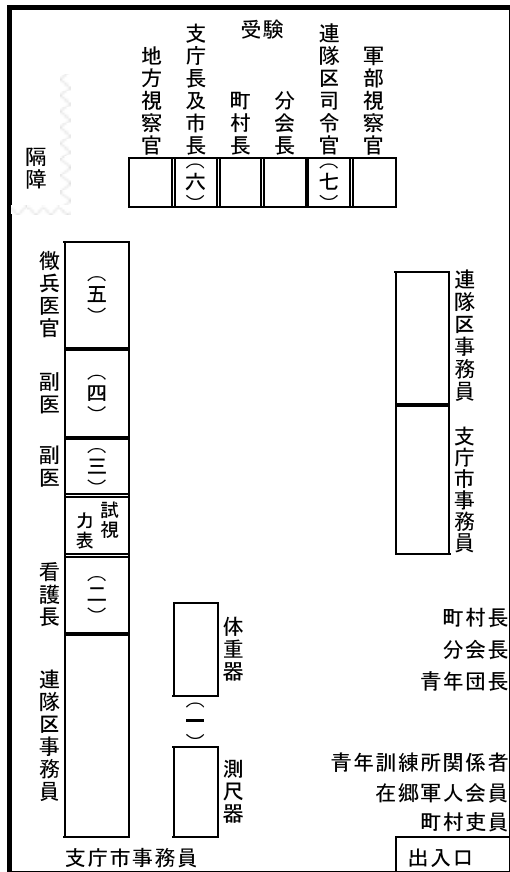 受験
軍部視察官
連隊区司令官
分会長
町村長
支庁長及市長
地方視察官
（七）
（六）
隔障
徴兵医官
（五）
副医
（四）
副医
（三）
試視
力表
看護長
（二）
連隊区事務員
支庁市事務員
体重器
（一）
測尺器
連隊区事務員
支庁市事務員
町村長
分会長
青年団長
青年訓練所関係者
在郷軍人会員
町村吏員
出入口